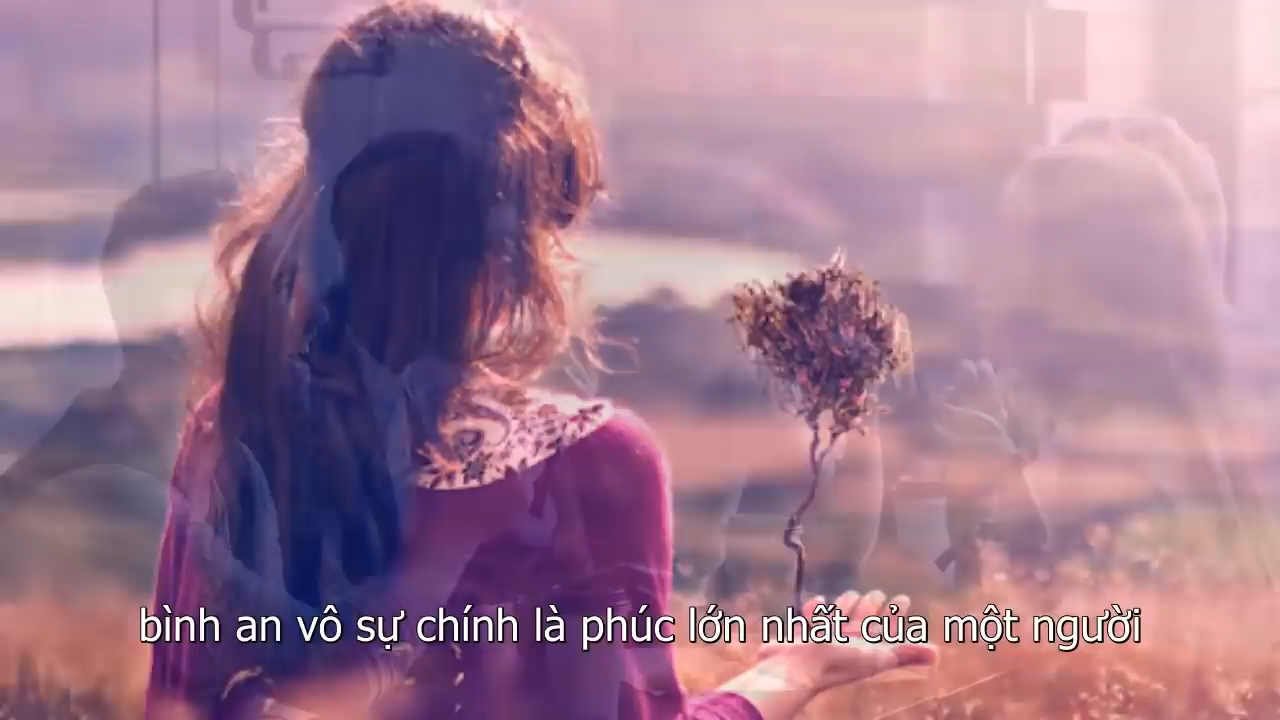 bình an vô sự chính là phúc lớn nhất của một người